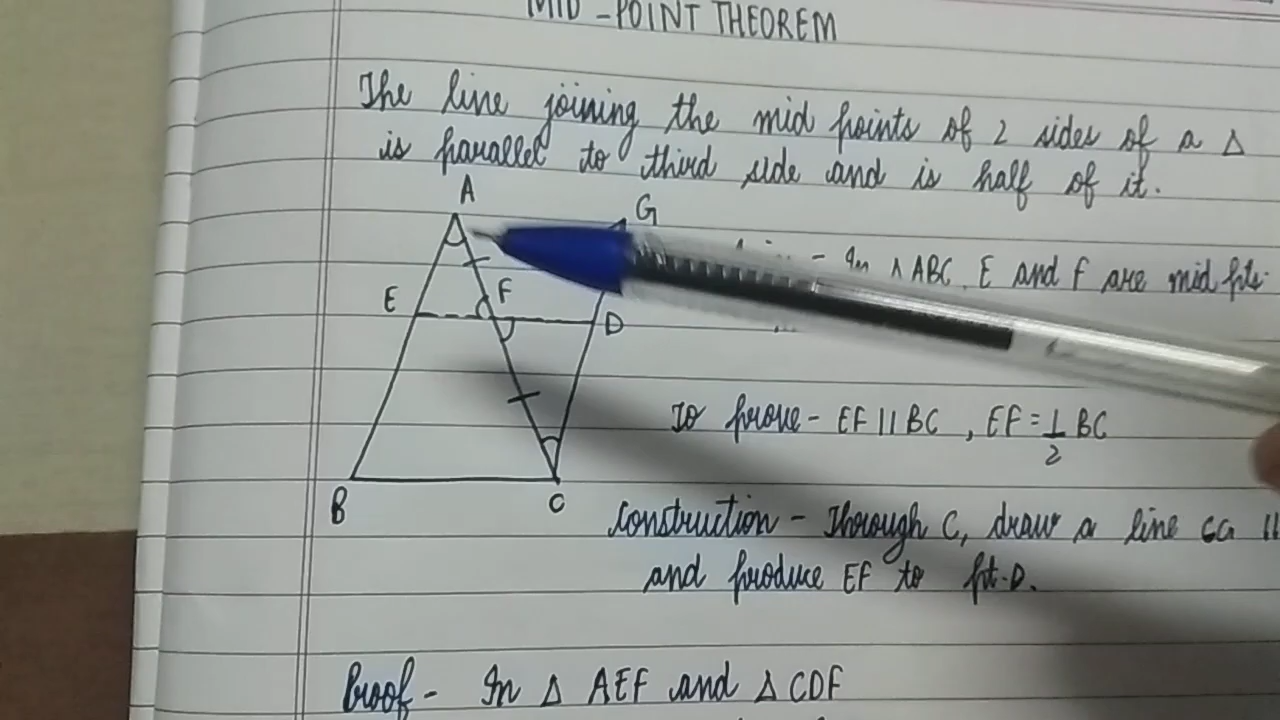 MID-POINT THEOREM
The line joining the mid points of 2 sides of a Δ
is parallel to third side and is half of it.
A
G
- In Δ ABC, E and F are mid pts.
E
F
D
To prove - EF || BC , EF = 1/2 BC
B
C
Construction - Through C, draw a line CG ||
and produce EF to pt. D.
Proof - In Δ AEF and Δ CDF